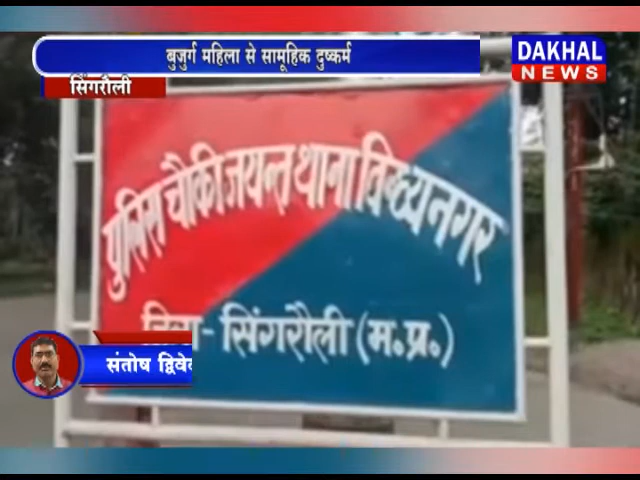 बुजुर्ग महिला से सामूहिक दुष्कर्म
DAKHAL
NEWS
सिंगरौली
पुलिस चौकी जयन्त थाना विन्ध्यनगर
जिला - सिंगरौली (म.प्र.)
संतोष द्विवे